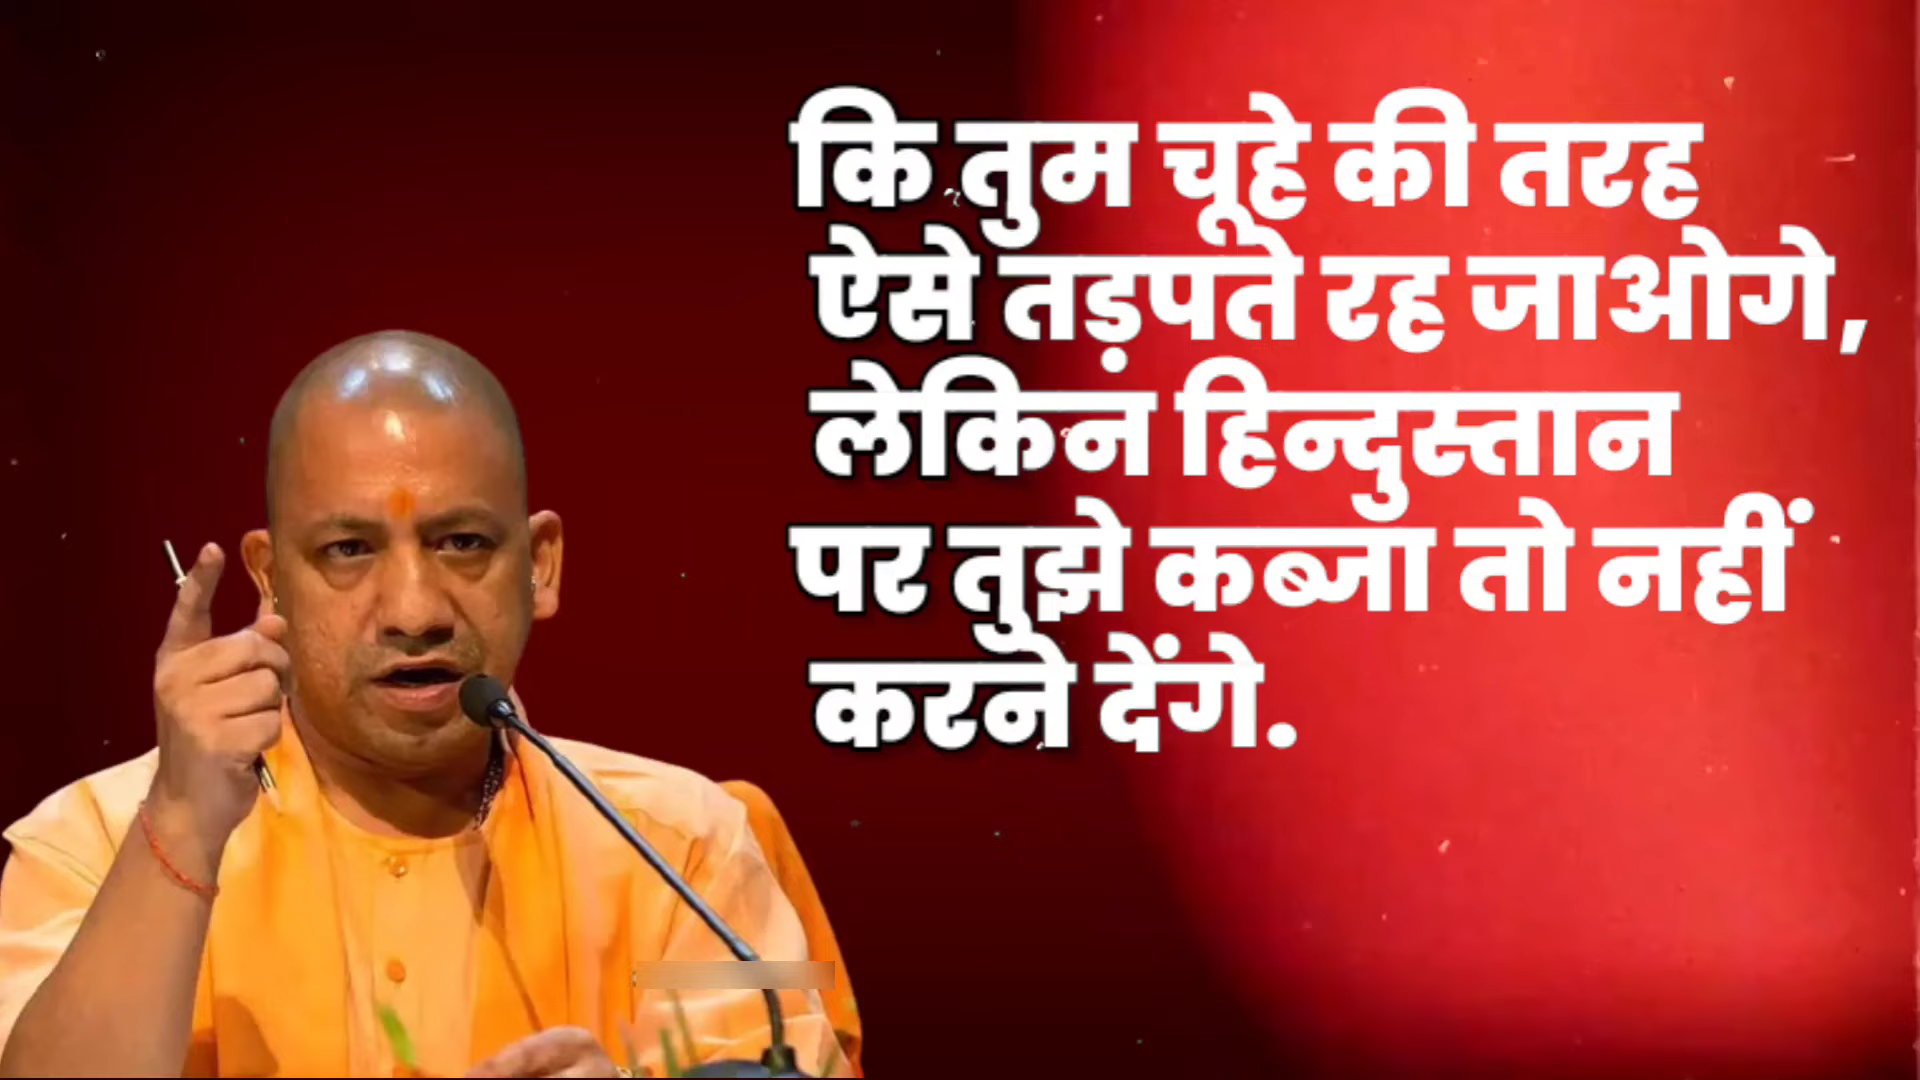 कि तुम चूहे की तरह
ऐसे तड़पते रह जाओगे,
लेकिन हिन्दुस्तान
पर तुझे कब्जा तो नहीं
करने देंगे.